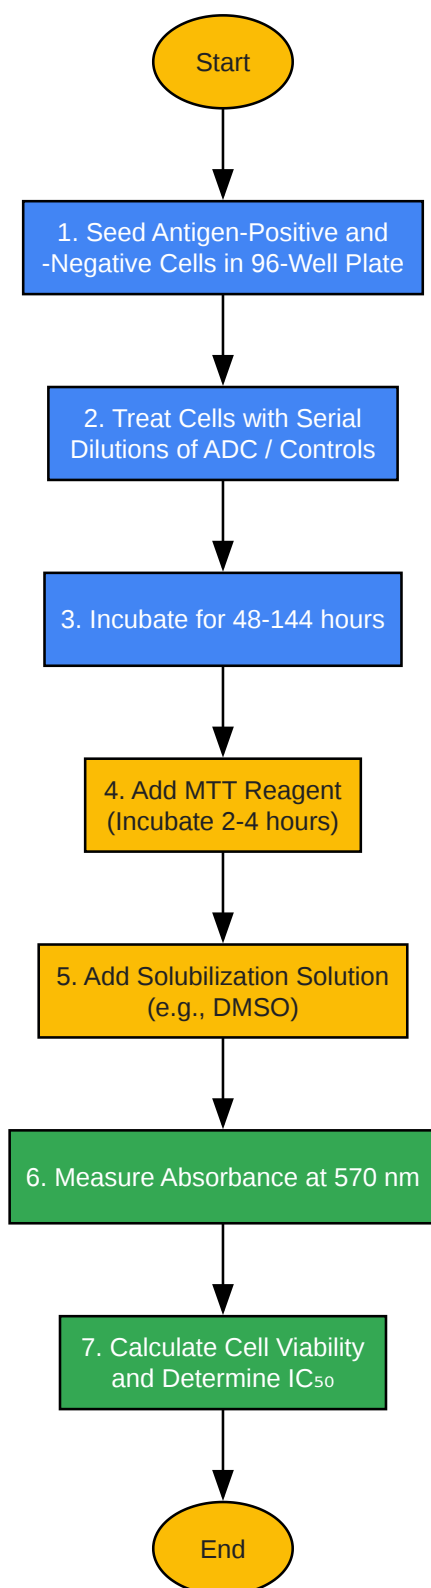 Start
1. Seed Antigen-Positive and
-Negative Cells in 96-Well Plate
2. Treat Cells with Serial
Dilutions of ADC / Controls
3. Incubate for 48-144 hours
4. Add MTT Reagent
(Incubate 2-4 hours)
5. Add Solubilization Solution
(e.g., DMSO)
6. Measure Absorbance at 570 nm
7. Calculate Cell Viability
and Determine IC₅₀
End